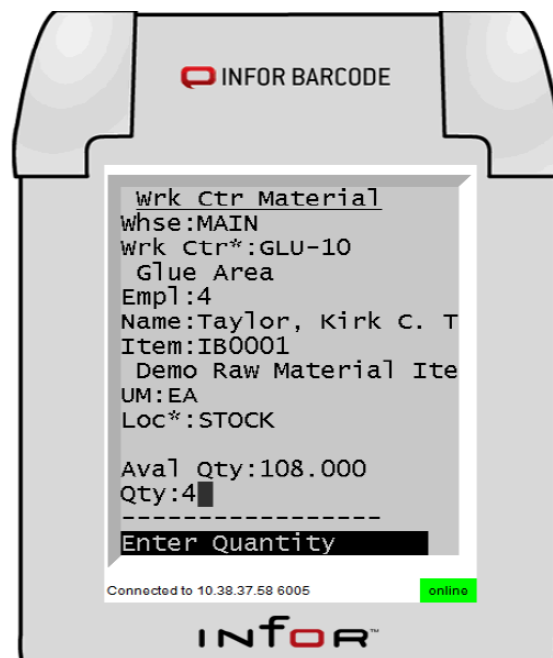 INFOR BARCODE
Wrk Ctr Material
Whse:MAIN
Wrk Ctr*:GLU-10
Glue Area
Empl:4
Name:Taylor, Kirk C. T
Item:IB0001
Demo Raw Material Ite
UM:EA
Loc*:STOCK
Aval Qty:108.000
Qty:4
------------------
Enter Quantity
Connected to 10.38.37.58 6005 online
infor™